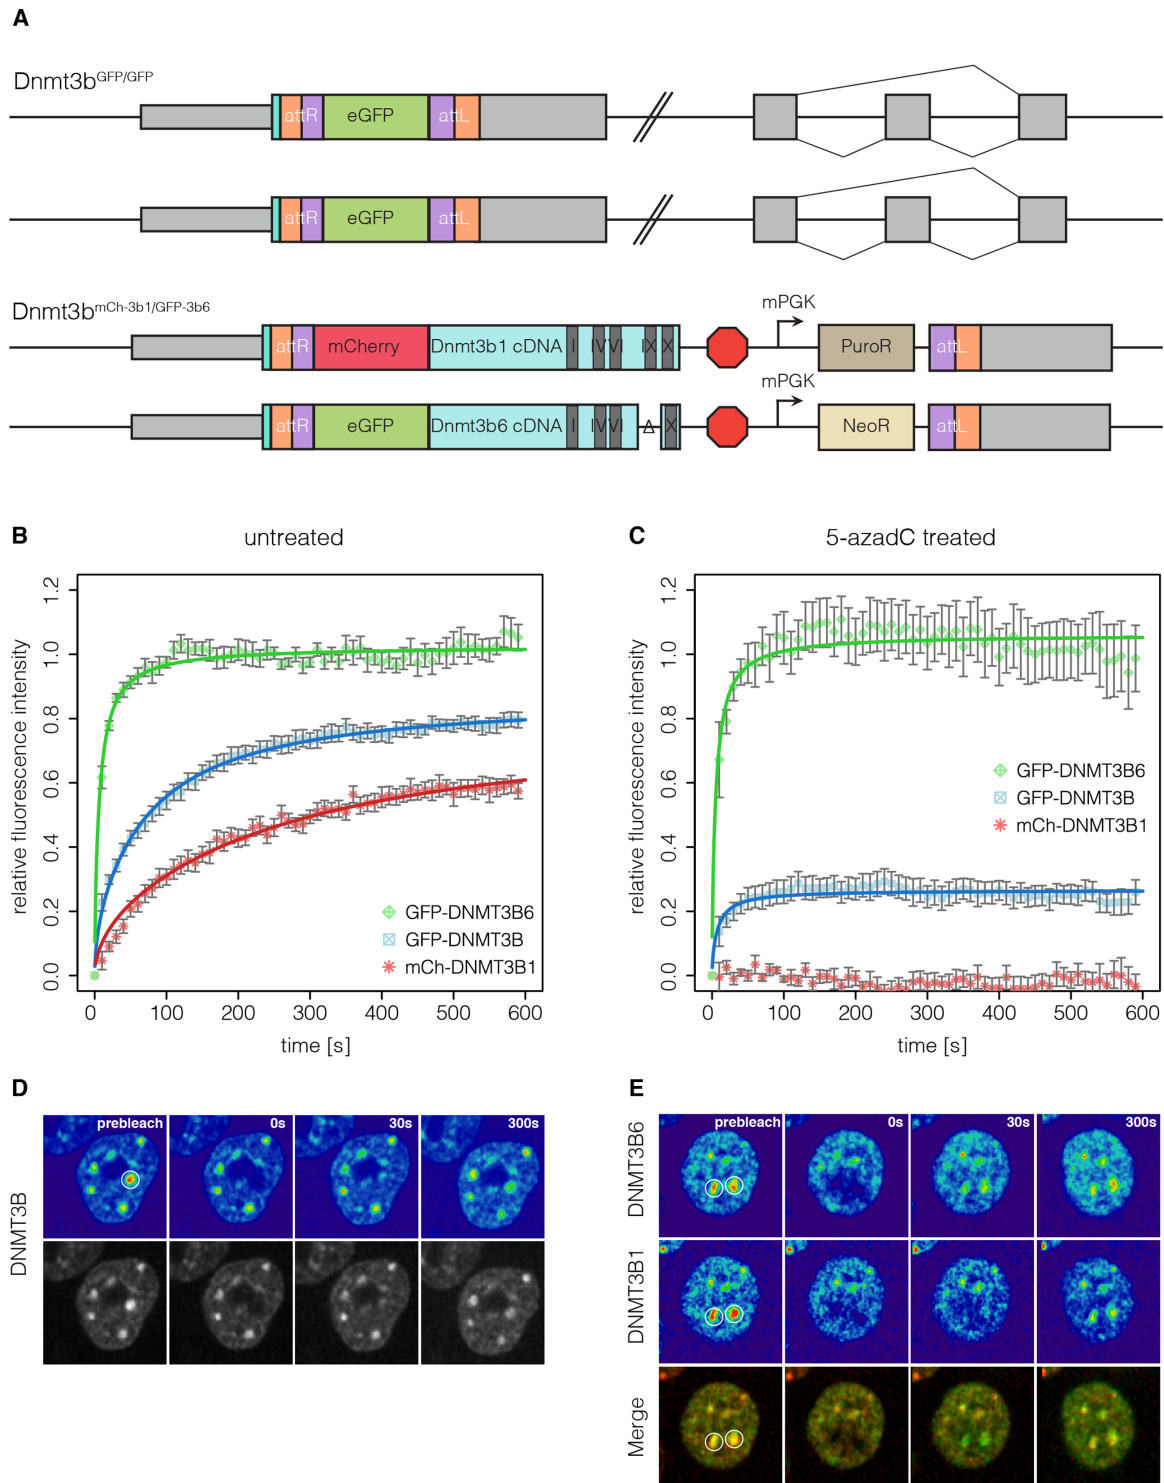 A
Dnmt3bGFP/GFP
attR eGFP attL
attR eGFP attL
Dnmt3bmCh-3b1/GFP-3b6
mPGK
attR mCherry Dnmt3b1 cDNA I IV VI IX X PuroR attL
mPGK
attR eGFP Dnmt3b6 cDNA I IV VI Δ X NeoR attL
B untreated
relative fluorescence intensity
0.0 0.2 0.4 0.6 0.8 1.0 1.2
GFP-DNMT3B6
GFP-DNMT3B
mCh-DNMT3B1
0 100 200 300 400 500 600
time [s]
C 5-azadC treated
relative fluorescence intensity
0.0 0.2 0.4 0.6 0.8 1.0 1.2
GFP-DNMT3B6
GFP-DNMT3B
mCh-DNMT3B1
0 100 200 300 400 500 600
time [s]
D
prebleach 0s 30s 300s
DNMT3B
E
prebleach 0s 30s 300s
DNMT3B6
DNMT3B1
Merge